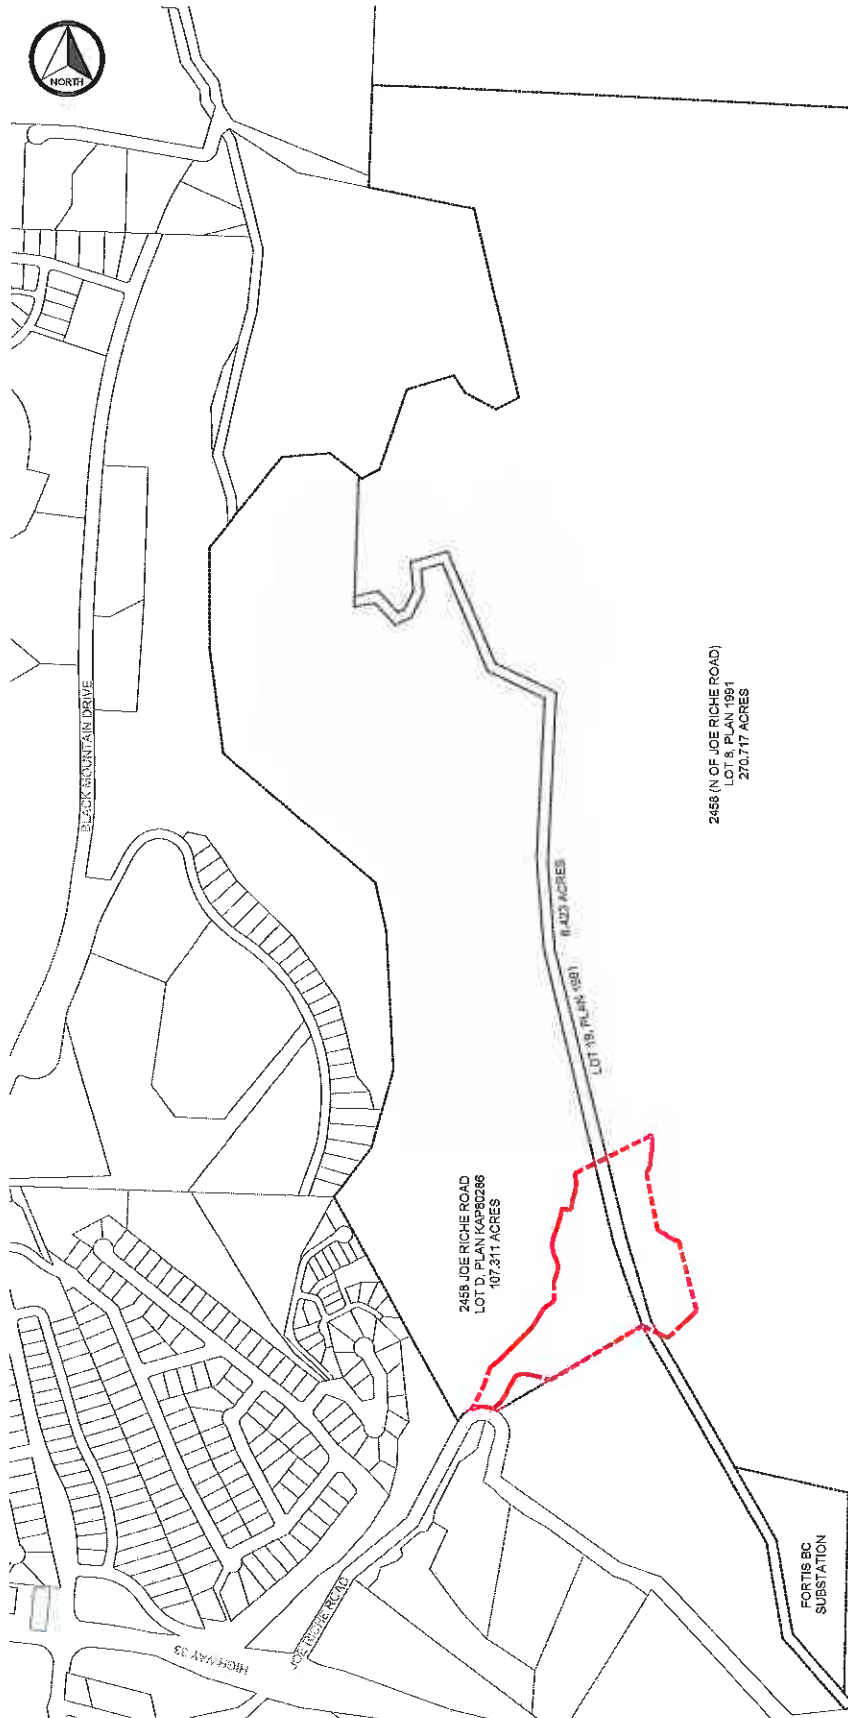 NORTH
BLACK MOUNTAIN DRIVE
2458 (N OF JOE RICHE ROAD)
LOT 8, PLAN 1991
270.717 ACRES
LOT 19, PLAN 1991
ACRES
2458 JOE RICHE ROAD
LOT D, PLAN KAP80286
107.311 ACRES
JOE RICHE ROAD
HIGHWAY 33
FORTIS BC
SUBSTATION